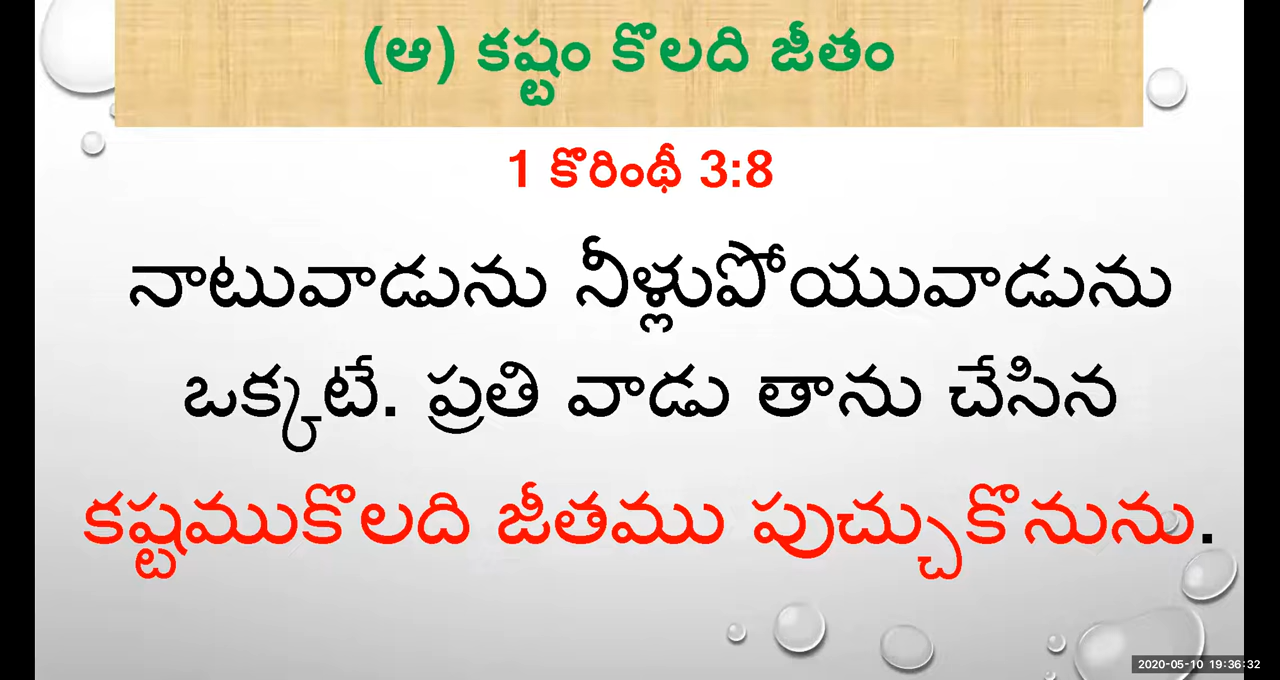 (ఆ) కష్టం కొలది జీతం
1 కొరింథీ 3:8
నాటువాడును నీళ్లుపోయువాడును
ఒక్కటే. ప్రతి వాడు తాను చేసిన
కష్టముకొలది జీతము పుచ్చుకొనును.
2020-05-10 19:36:32